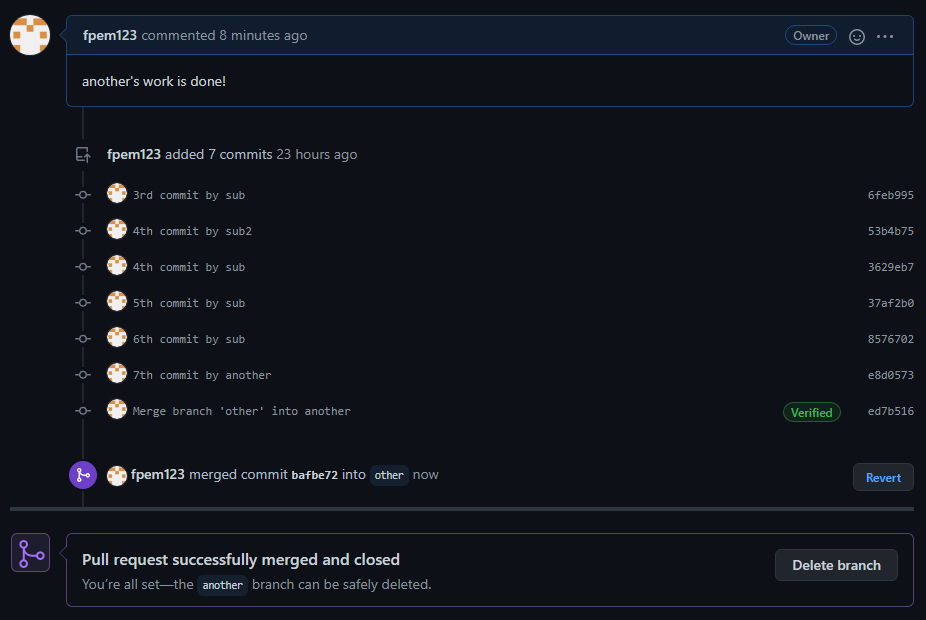 fpem123 commented 8 minutes ago Owner
another's work is done!
fpem123 added 7 commits 23 hours ago
3rd commit by sub 6feb995
4th commit by sub2 53b4b75
4th commit by sub 3629eb7
5th commit by sub 37af2b0
6th commit by sub 8576702
7th commit by another e8d0573
Merge branch 'other' into another Verified ed7b516
fpem123 merged commit bafbe72 into other now Revert
Pull request successfully merged and closed
You're all set—the another branch can be safely deleted.
Delete branch